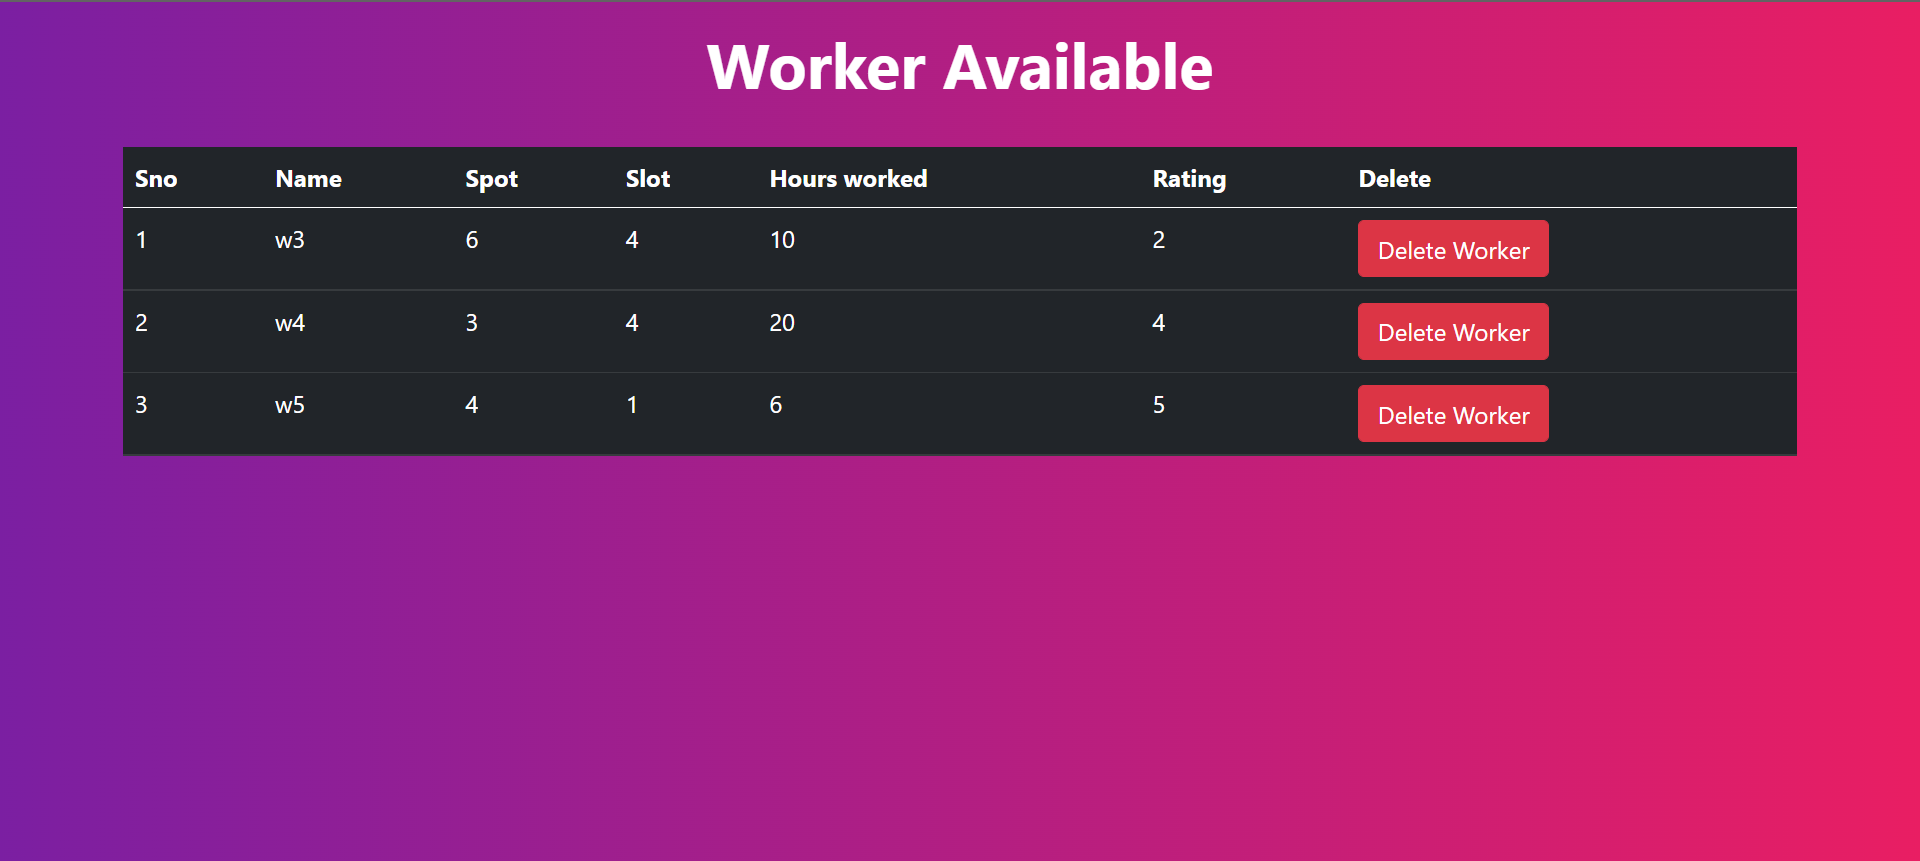 Worker Available
Sno Name Spot Slot Hours worked Rating Delete
1 w3 6 4 10 2 Delete Worker
2 w4 3 4 20 4 Delete Worker
3 w5 4 1 6 5 Delete Worker